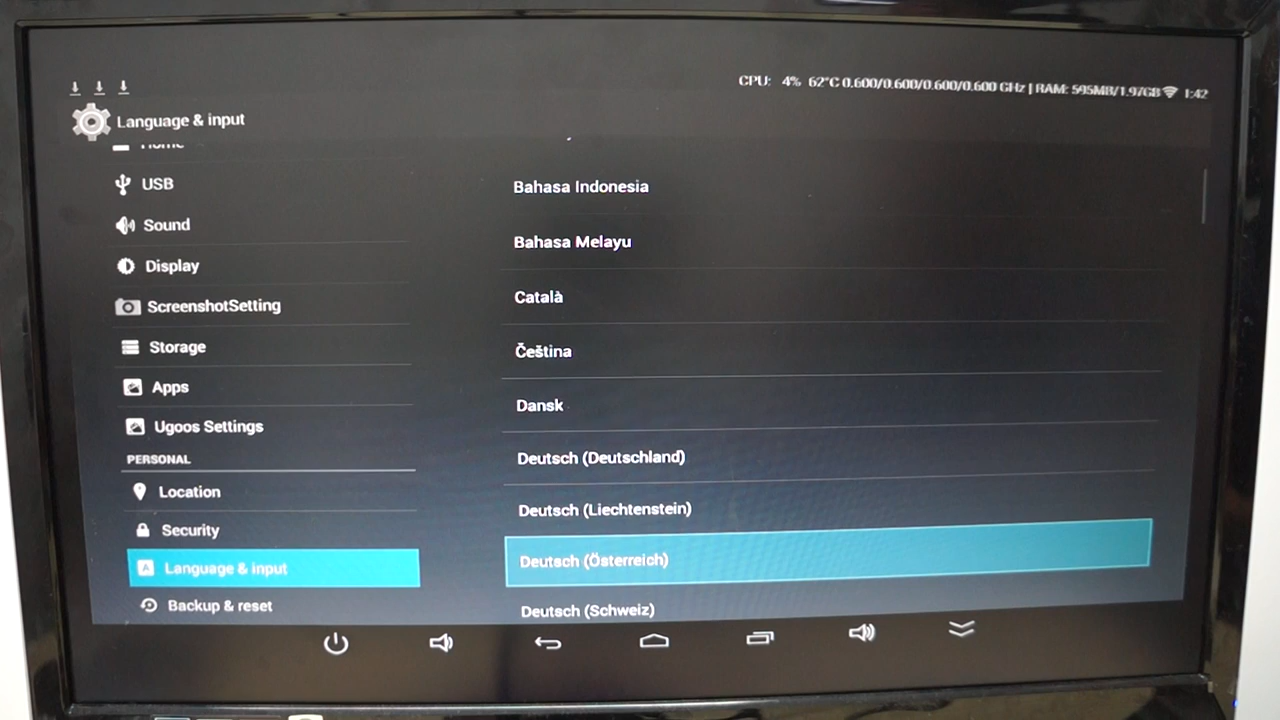 CPU: 4% 62°C 0.600/0.600/0.600/0.600 GHz | RAM: 595MB/1.97GB 1:42
Language & input
Home
USB
Sound
Display
ScreenshotSetting
Storage
Apps
Ugoos Settings
PERSONAL
Location
Security
Language & input
Backup & reset
Bahasa Indonesia
Bahasa Melayu
Català
Čeština
Dansk
Deutsch (Deutschland)
Deutsch (Liechtenstein)
Deutsch (Österreich)
Deutsch (Schweiz)